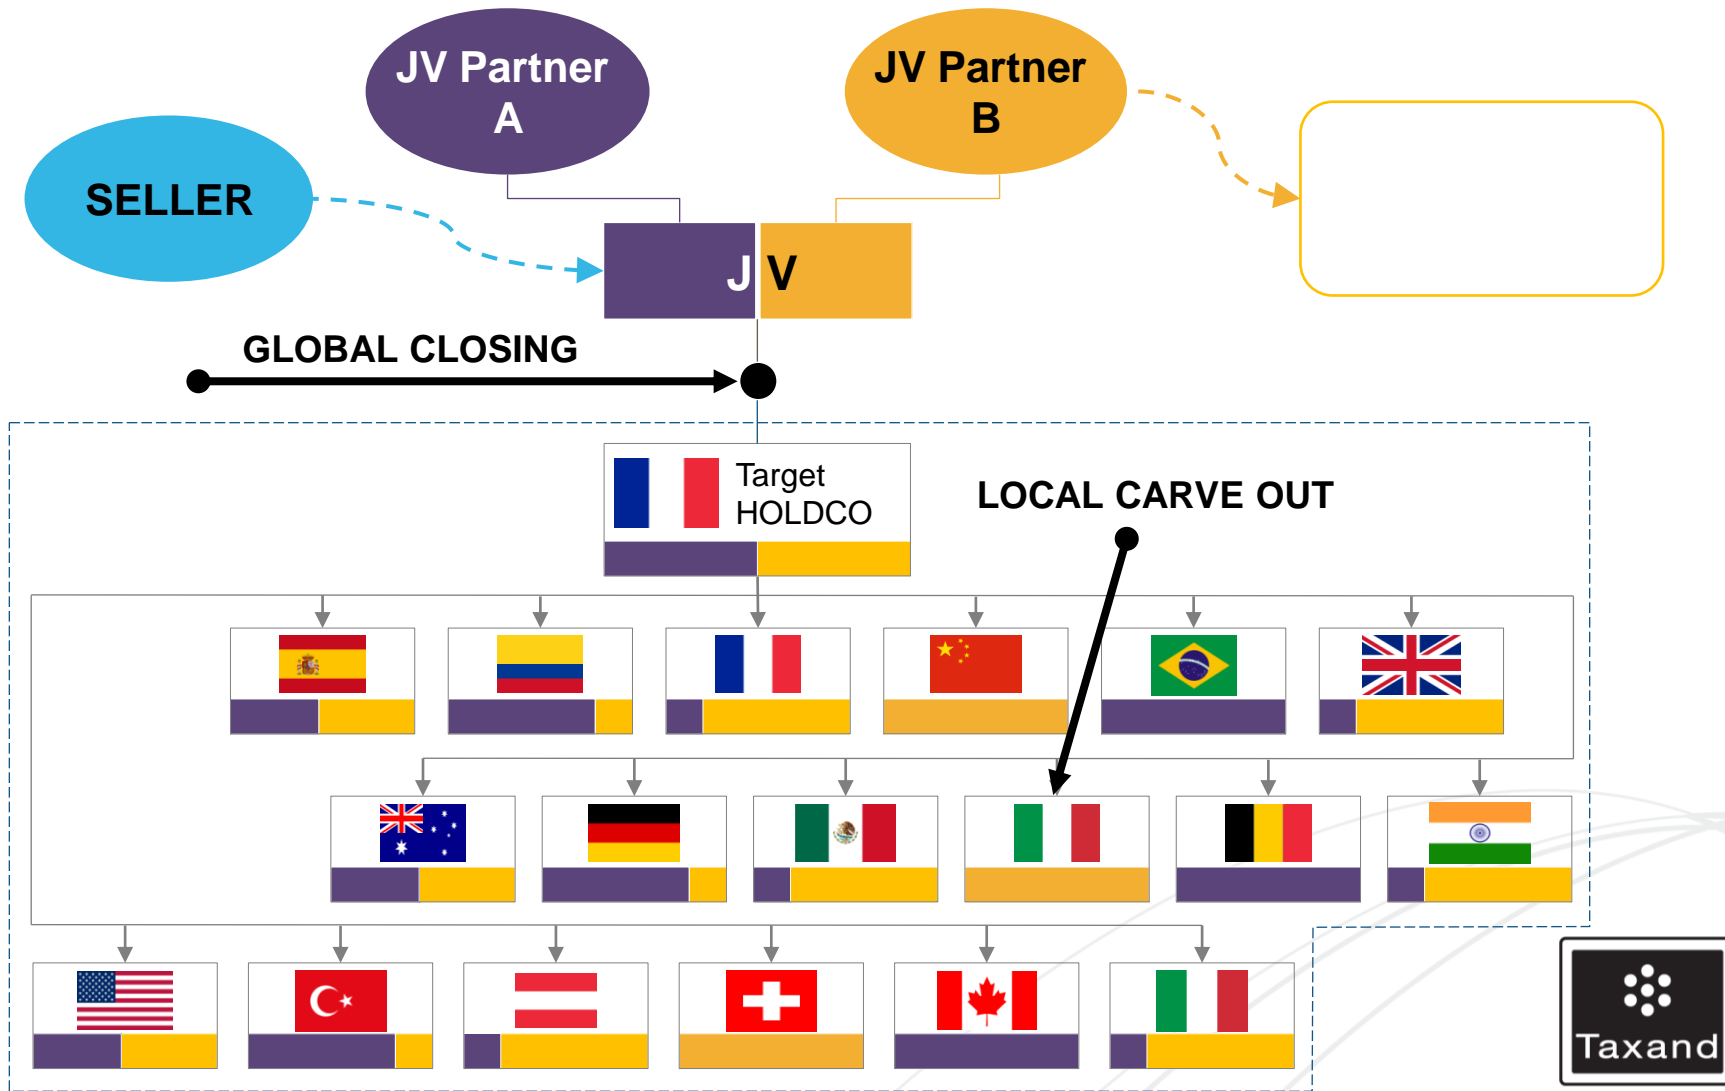 JV Partner
A
JV Partner
B
SELLER
J V
GLOBAL CLOSING
Target
HOLDCO
LOCAL CARVE OUT
Taxand